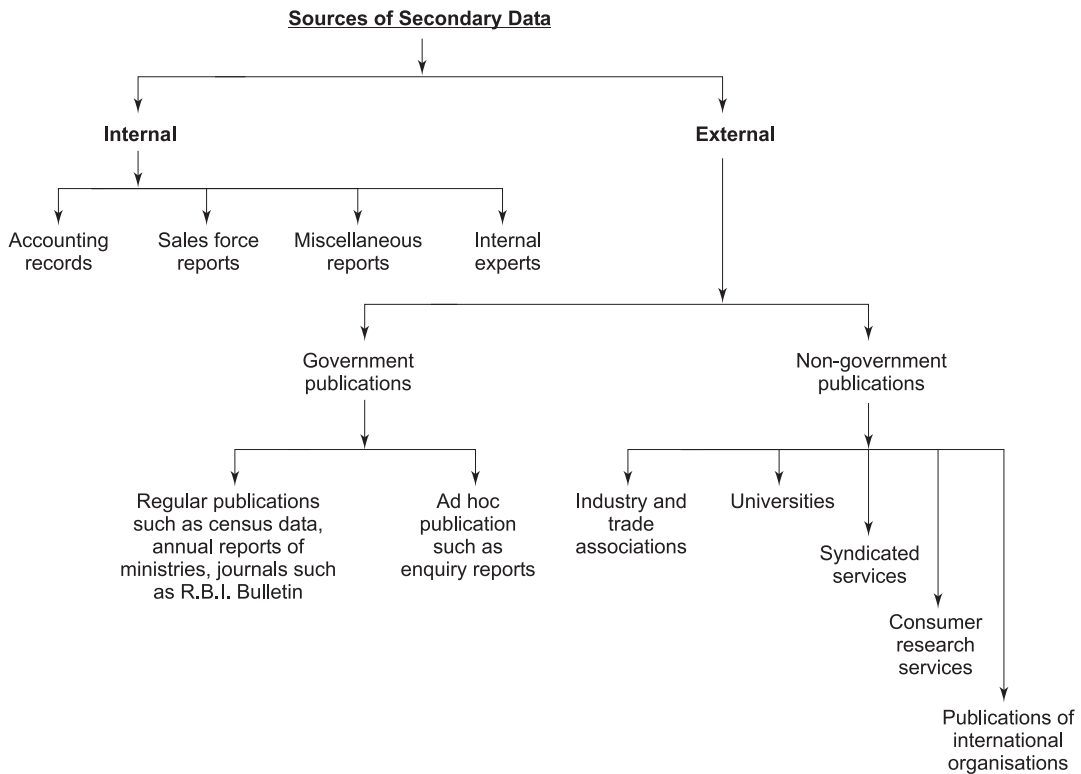 Sources of Secondary Data
Internal
External
Accounting
records
Sales force
reports
Miscellaneous
reports
Internal
experts
Government
publications
Non-government
publications
Regular publications
such as census data,
annual reports of
ministries, journals such
as R.B.I. Bulletin
Ad hoc
publication
such as
enquiry reports
Industry and
trade
associations
Universities
Syndicated
services
Consumer
research
services
Publications of
international
organisations